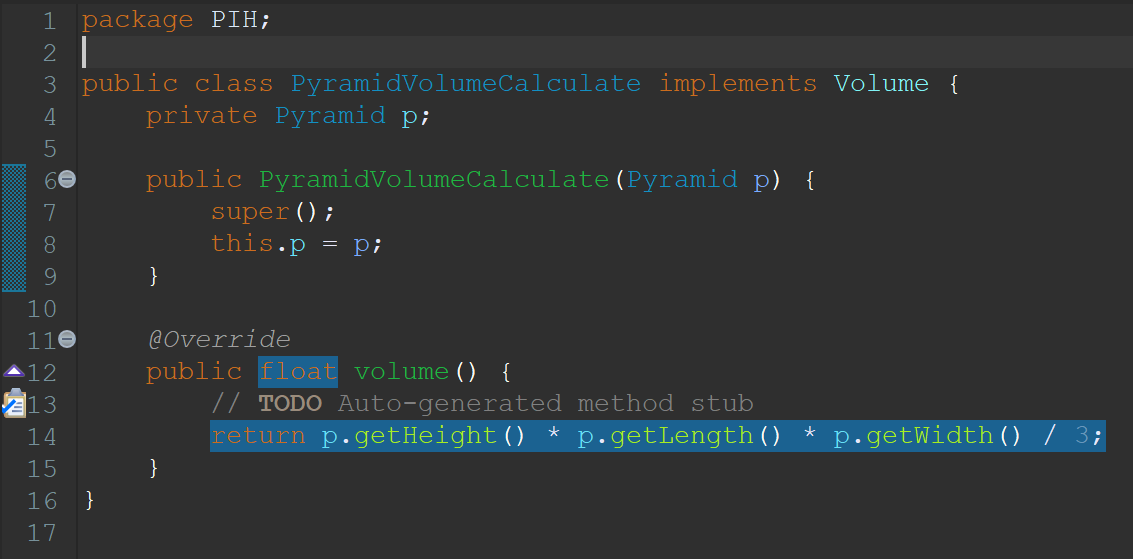 1 package PIH;
2
3 public class PyramidVolumeCalculate implements Volume {
4     private Pyramid p;
5
6     public PyramidVolumeCalculate(Pyramid p) {
7         super();
8         this.p = p;
9     }
10
11     @Override
12     public float volume() {
13         // TODO Auto-generated method stub
14         return p.getHeight() * p.getLength() * p.getWidth() / 3;
15     }
16 }
17